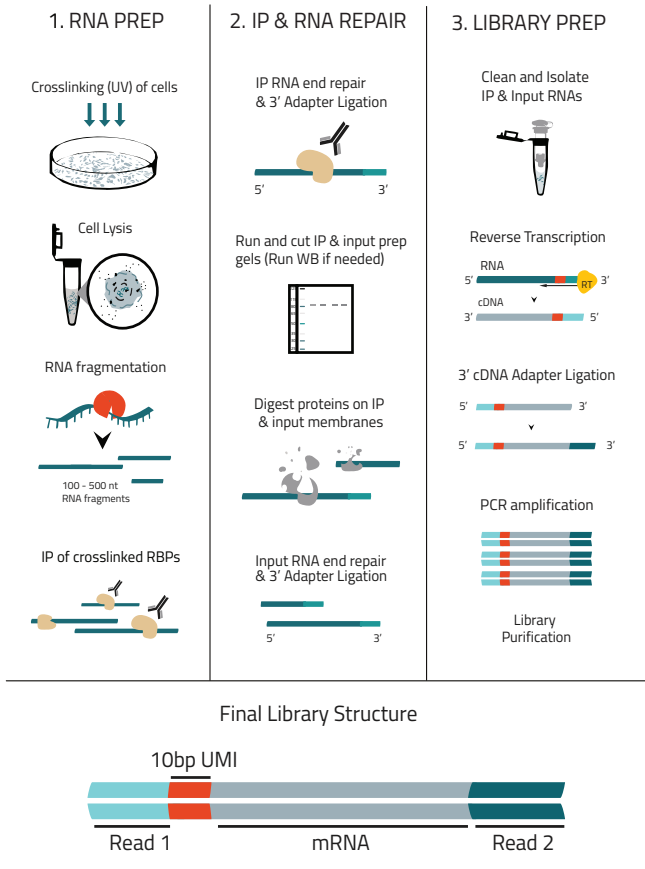 1. RNA PREP
Crosslinking (UV) of cells
Cell Lysis
RNA fragmentation
100 - 500 nt
RNA fragments
IP of crosslinked RBPs
2. IP & RNA REPAIR
IP RNA end repair
& 3’ Adapter Ligation
5’ 3’
Run and cut IP & input prep
gels (Run WB if needed)
Digest proteins on IP
& input membranes
Input RNA end repair
& 3’ Adapter Ligation
5’ 3’
3. LIBRARY PREP
Clean and Isolate
IP & Input RNAs
Reverse Transcription
RNA
5’ RT 3’
cDNA
3’ 5’
3’ cDNA Adapter Ligation
5’ 3’
5’ 3’
PCR amplification
Library
Purification
Final Library Structure
10bp UMI
Read 1 mRNA Read 2